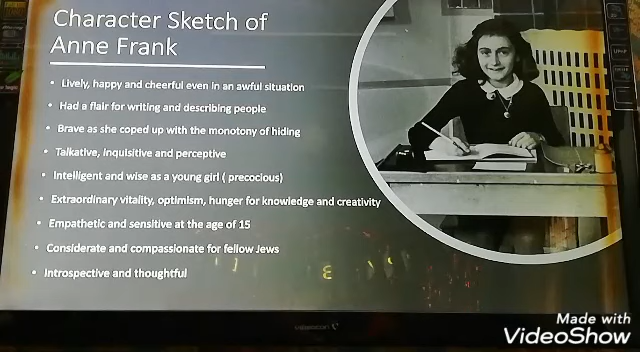 Character Sketch of
Anne Frank
• Lively, happy and cheerful even in an awful situation
• Had a flair for writing and describing people
• Brave as she coped up with the monotony of hiding
• Talkative, inquisitive and perceptive
• Intelligent and wise as a young girl ( precocious)
• Extraordinary vitality, optimism, hunger for knowledge and creativity
• Empathetic and sensitive at the age of 15
• Considerate and compassionate for fellow Jews
• Introspective and thoughtful
Made with
VideoShow